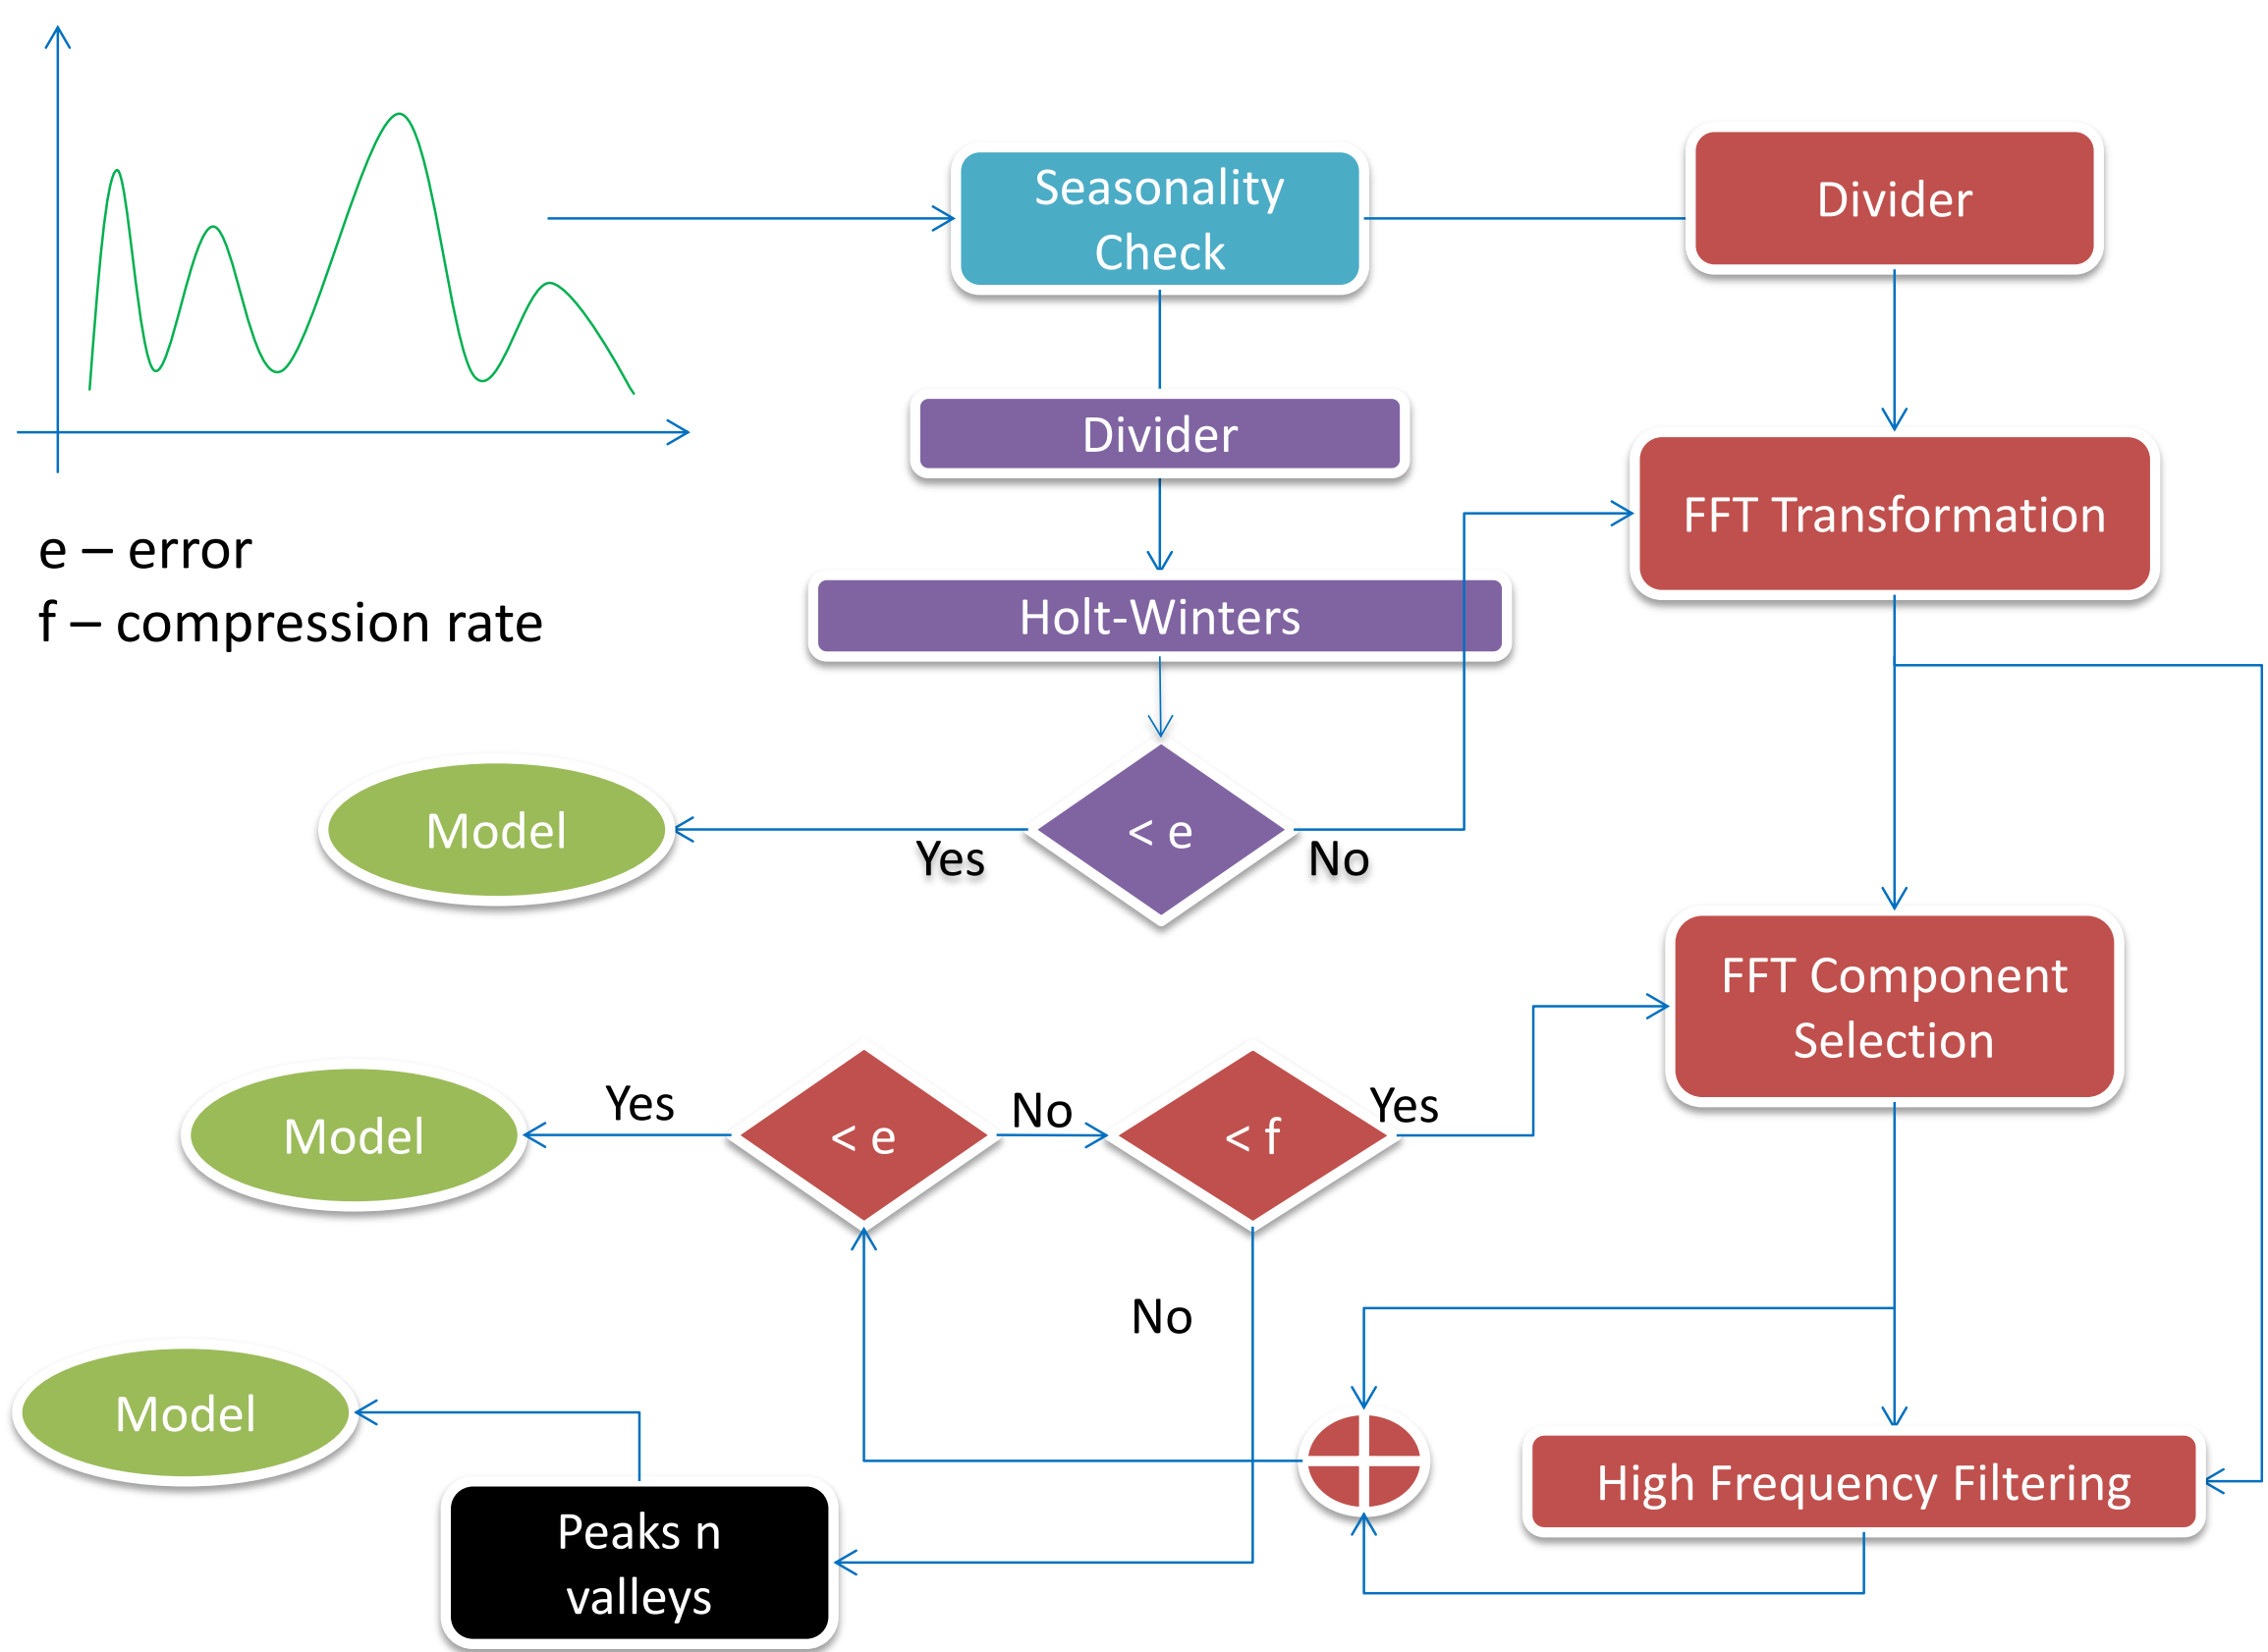 Seasonality
Check
Divider
Divider
e – error
f – compression rate
FFT Transformation
Holt-Winters
Model
< e
Yes
No
FFT Component
Selection
Model
Yes
< e
No
< f
Yes
No
Model
High Frequency Filtering
Peaks n
valleys